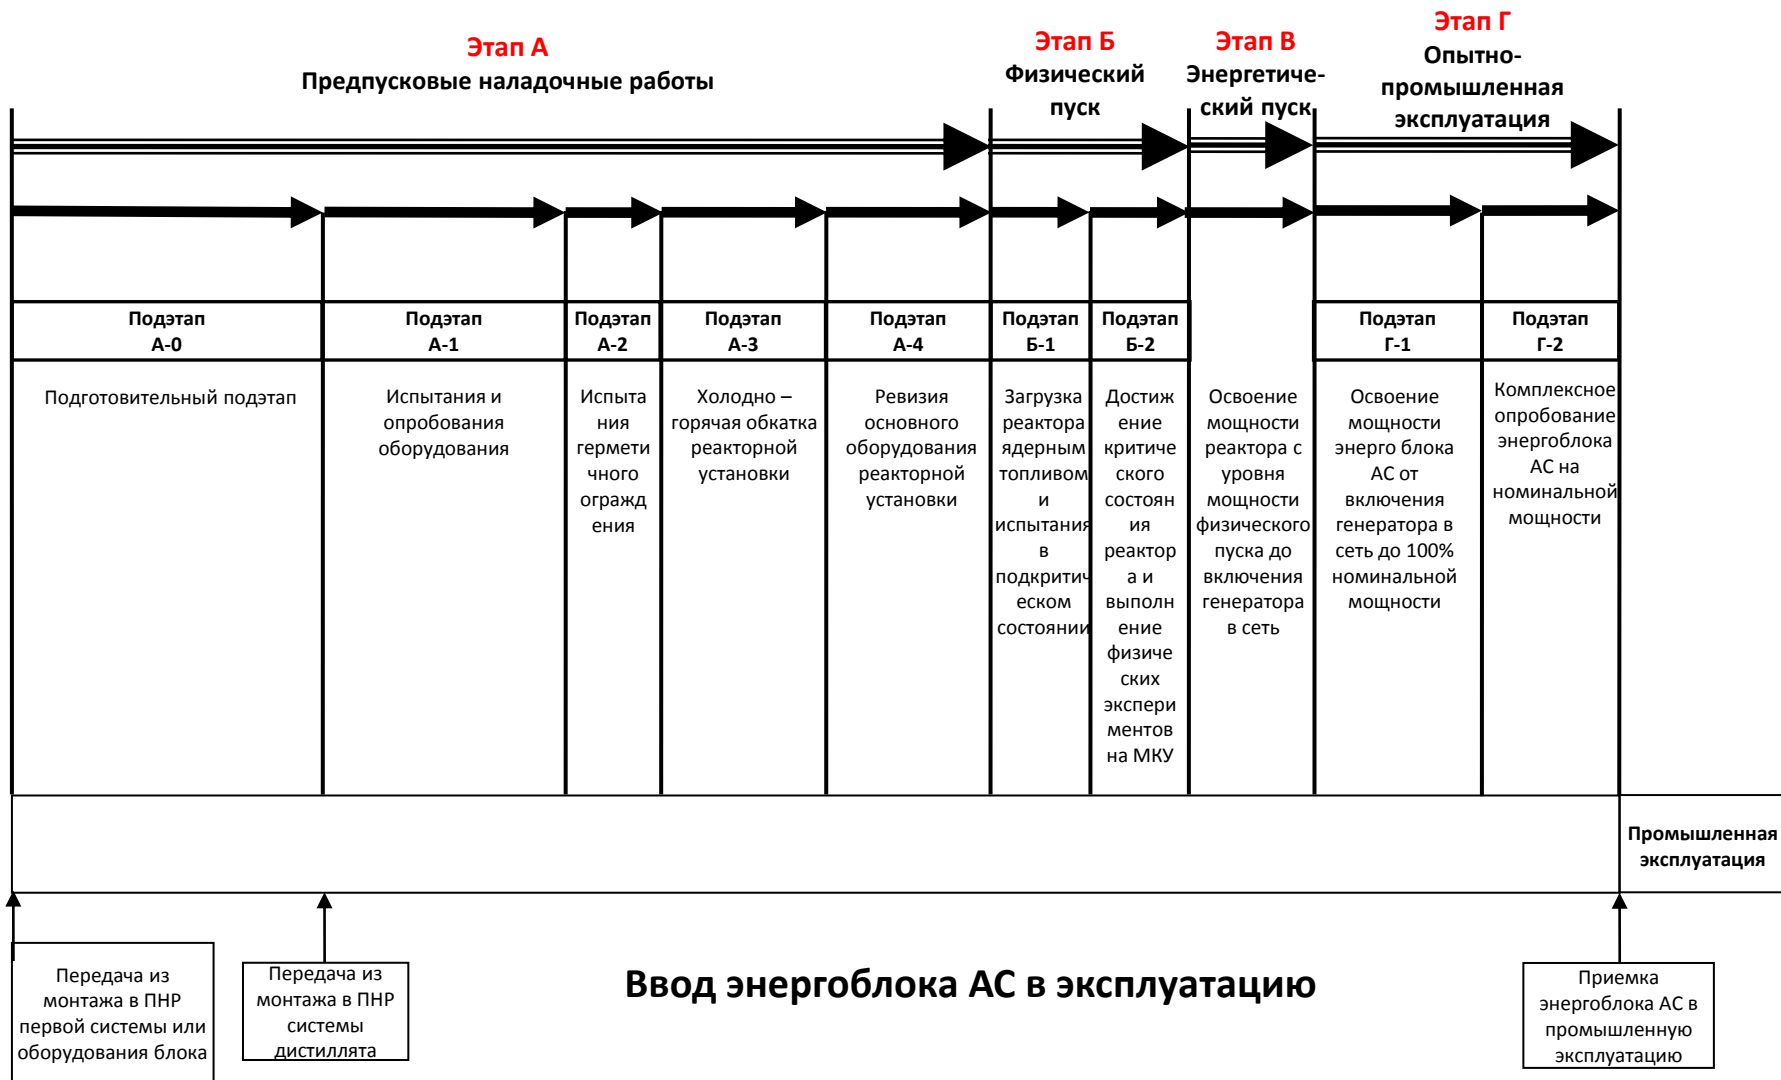 Этап А
Предпусковые наладочные работы
Этап Б
Физический
пуск
Этап В
Энергетиче-
ский пуск
Этап Г
Опытно-
промышленная
эксплуатация
Подэтап
А-0
Подэтап
А-1
Подэтап
А-2
Подэтап
А-3
Подэтап
А-4
Подэтап
Б-1
Подэтап
Б-2
Подэтап
Г-1
Подэтап
Г-2
Подготовительный подэтап
Испытания и
опробования
оборудования
Испыта
ния
гермети
чного
огражд
ения
Холодно –
горячая обкатка
реакторной
установки
Ревизия
основного
оборудования
реакторной
установки
Загрузка
реактора
ядерным
топливом
и
испытания
в
подкритич
еском
состоянии
Достиж
ение
критиче
ского
состоян
ия
реактор
а и
выполн
ение
физиче
ских
экспери
ментов
на МКУ
Освоение
мощности
реактора с
уровня
мощности
физического
пуска до
включения
генератора
в сеть
Освоение
мощности
энерго блока
АС от
включения
генератора в
сеть до 100%
номинальной
мощности
Комплексное
опробование
энергоблока
АС на
номинальной
мощности
Промышленная
эксплуатация
Передача из
монтажа в ПНР
первой системы или
оборудования блока
Передача из
монтажа в ПНР
системы
дистиллята
Ввод энергоблока АС в эксплуатацию
Приемка
энергоблока АС в
промышленную
эксплуатацию